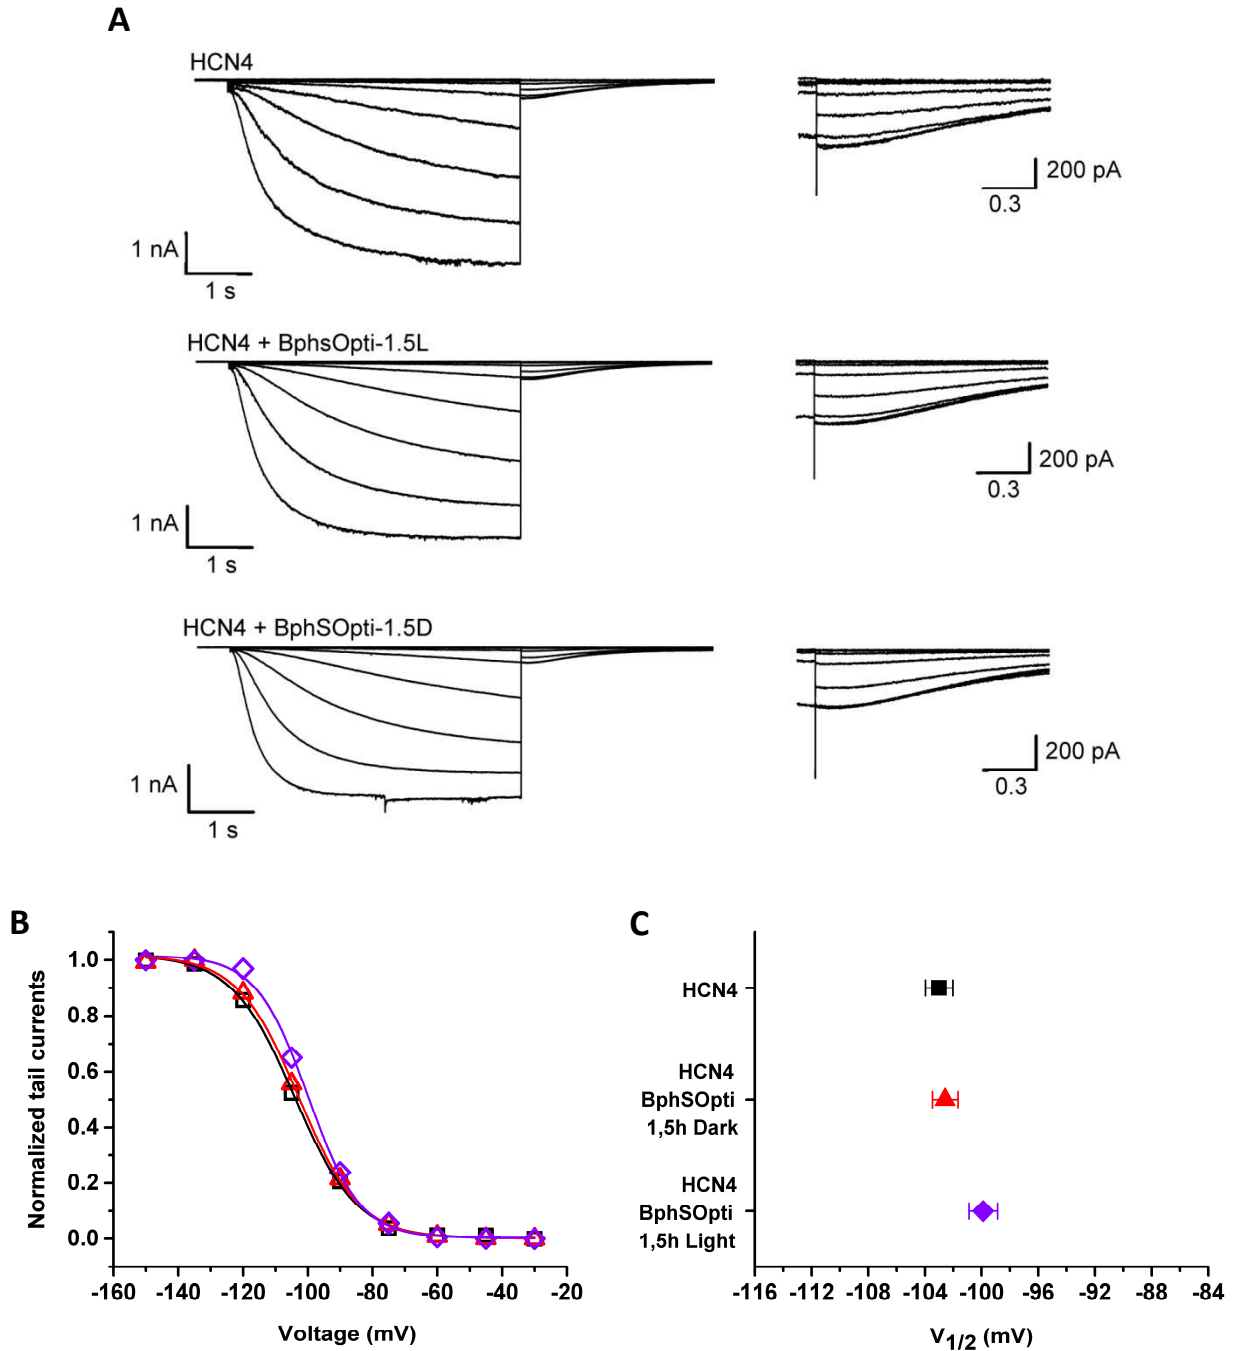 A
HCN4
1 nA
1 s
200 pA
0.3
HCN4 + BphsOpti-1.5L
1 nA
1 s
200 pA
0.3
HCN4 + BphSOpti-1.5D
1 nA
1 s
200 pA
0.3
B
Normalized tail currents
1.0
0.8
0.6
0.4
0.2
0.0
-140 -120 -100 -80 -60 -40 -20
Voltage (mV)
C
HCN4
HCN4
BphSOpti
1,5h Dark
HCN4
BphSOpti
1,5h Light
-116 -112 -108 -104 -100 -96 -92 -88 -84
V1/2 (mV)